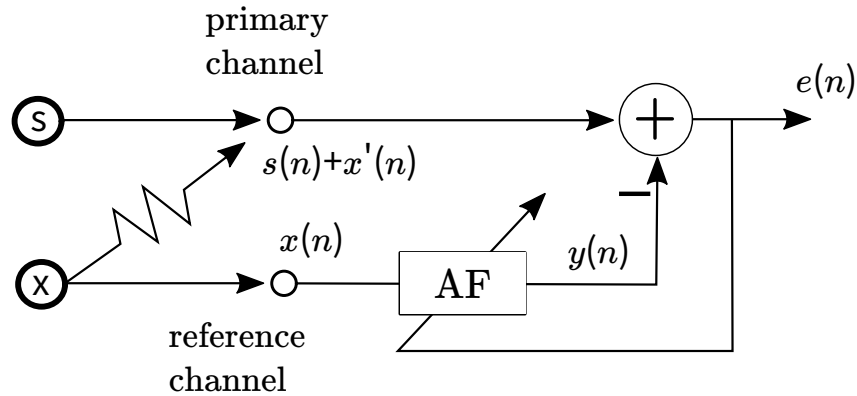 primary
channel
e(n)
S
+
s(n)+x'(n)
−
x(n)
y(n)
X
AF
reference
channel